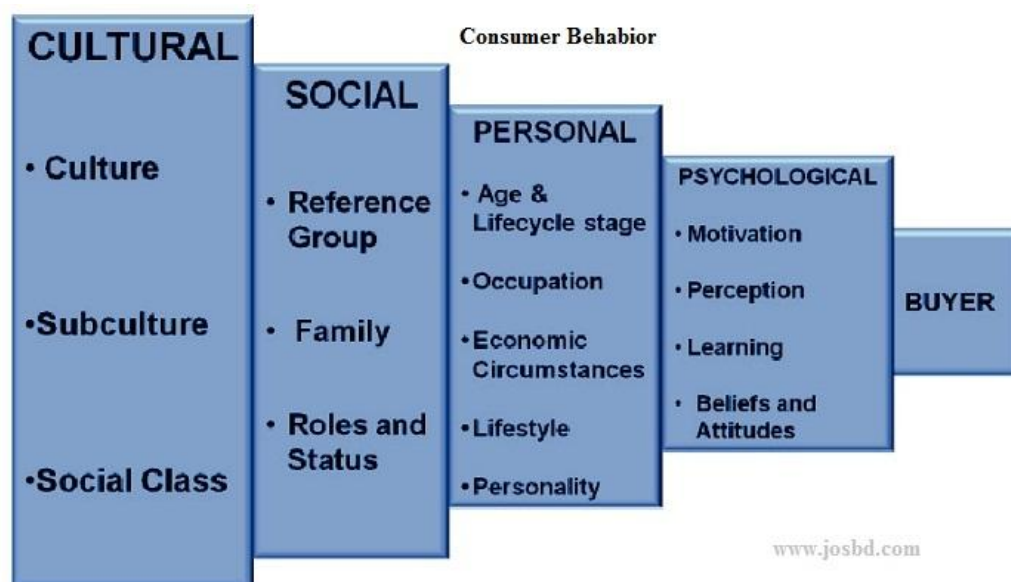 Consumer Behabior
CULTURAL
• Culture
•Subculture
•Social Class
SOCIAL
• Reference
Group
• Family
• Roles and
Status
PERSONAL
• Age &
Lifecycle stage
•Occupation
•Economic
Circumstances
•Lifestyle
•Personality
PSYCHOLOGICAL
• Motivation
• Perception
• Learning
• Beliefs and
Attitudes
BUYER
www.josbd.com